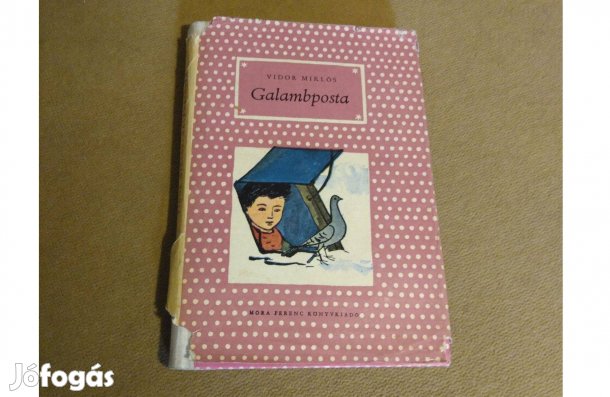 VIDOR MIKLÓS
Galambposta
MÓRA FERENC KÖNYVKIADÓ
Jófogás